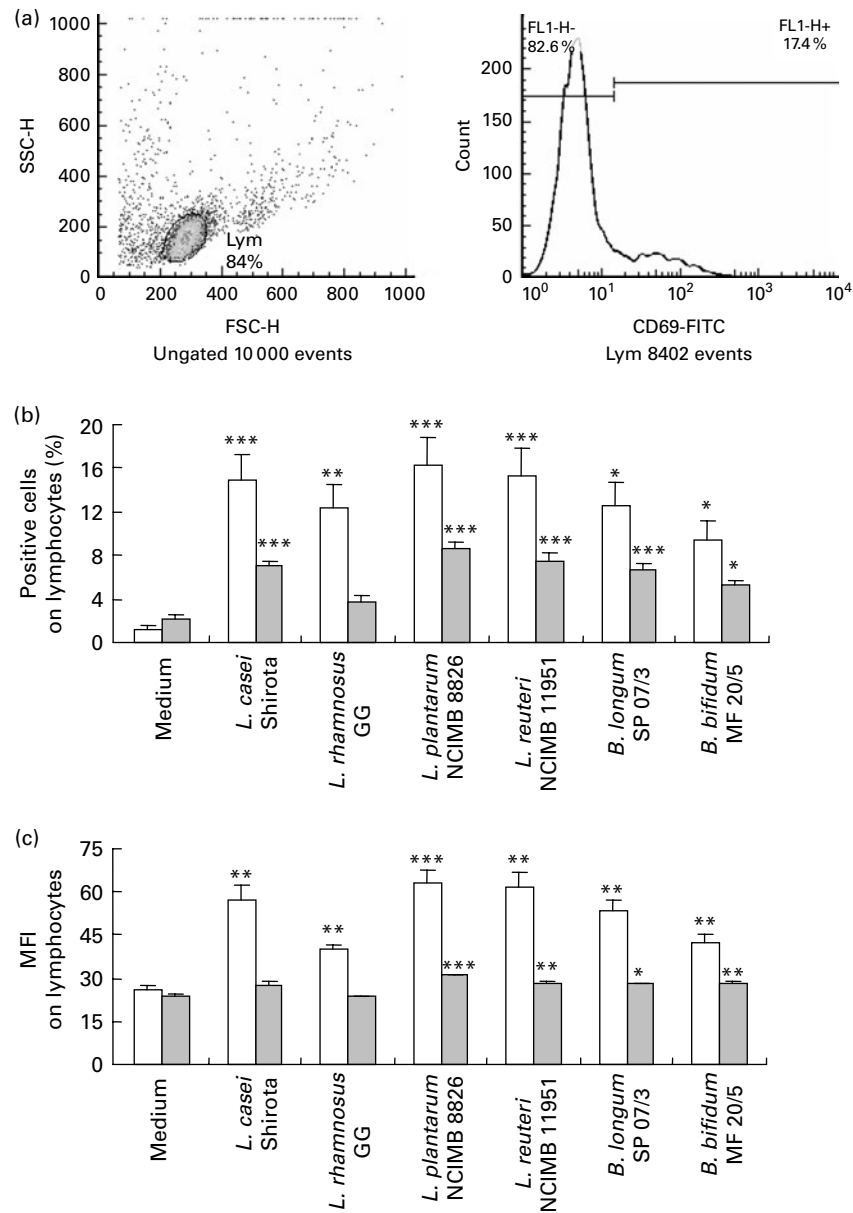 (a)
1000
800
600
400
200
0
SSC-H
Lym
84%
0 200 400 600 800 1000
FSC-H
Ungated 10 000 events
FL1-H-
82.6 %
FL1-H+
17.4 %
200
150
100
50
0
Count
10^0 10^1 10^2 10^3 10^4
CD69-FITC
Lym 8402 events
(b)
20
16
12
8
4
0
Positive cells
on lymphocytes (%)
*** ** *** *** * *
*** *** *** *** *
Medium
L. casei
Shirota
L. rhamnosus
GG
L. plantarum
NCIMB 8826
L. reuteri
NCIMB 11951
B. longum
SP 07/3
B. bifidum
MF 20/5
(c)
75
60
45
30
15
0
MFI
on lymphocytes
** ** *** ** ** **
*** ** * **
Medium
L. casei
Shirota
L. rhamnosus
GG
L. plantarum
NCIMB 8826
L. reuteri
NCIMB 11951
B. longum
SP 07/3
B. bifidum
MF 20/5